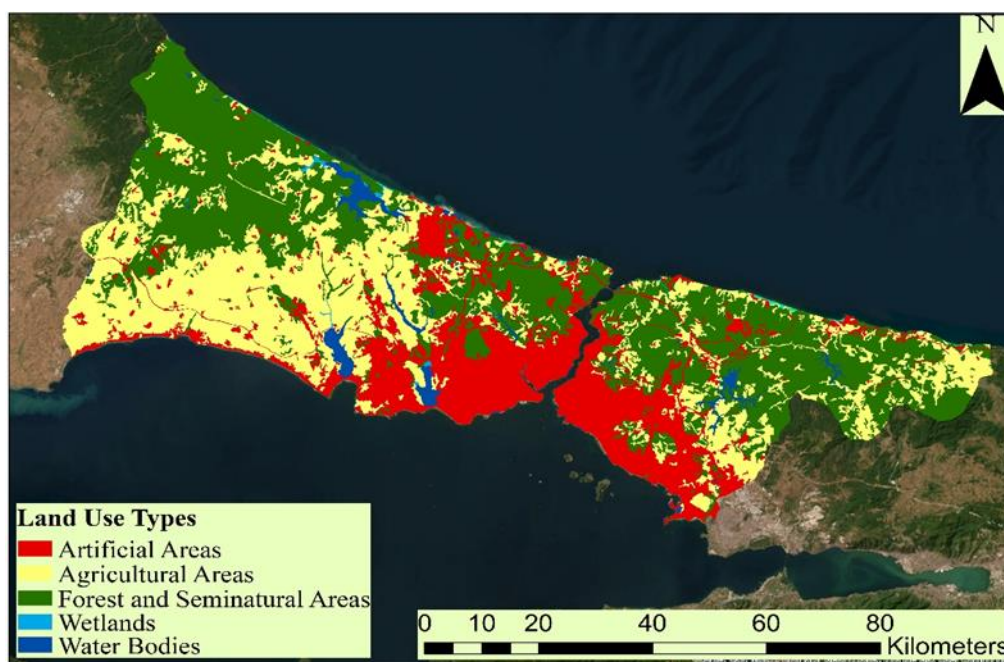 N
Land Use Types
Artificial Areas
Agricultural Areas
Forest and Seminatural Areas
Wetlands
Water Bodies
0 10 20 40 60 80
Kilometers